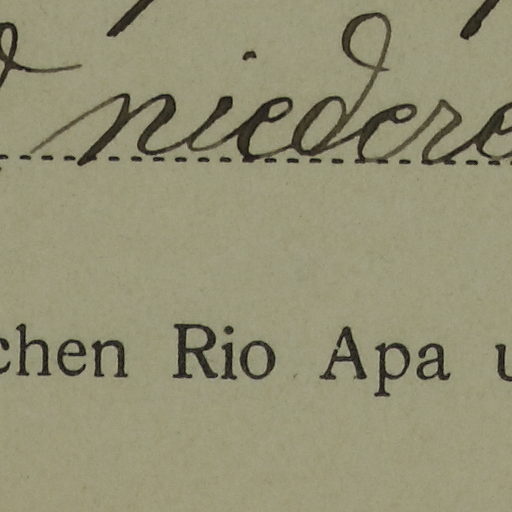 niedere
chen Rio Apa u